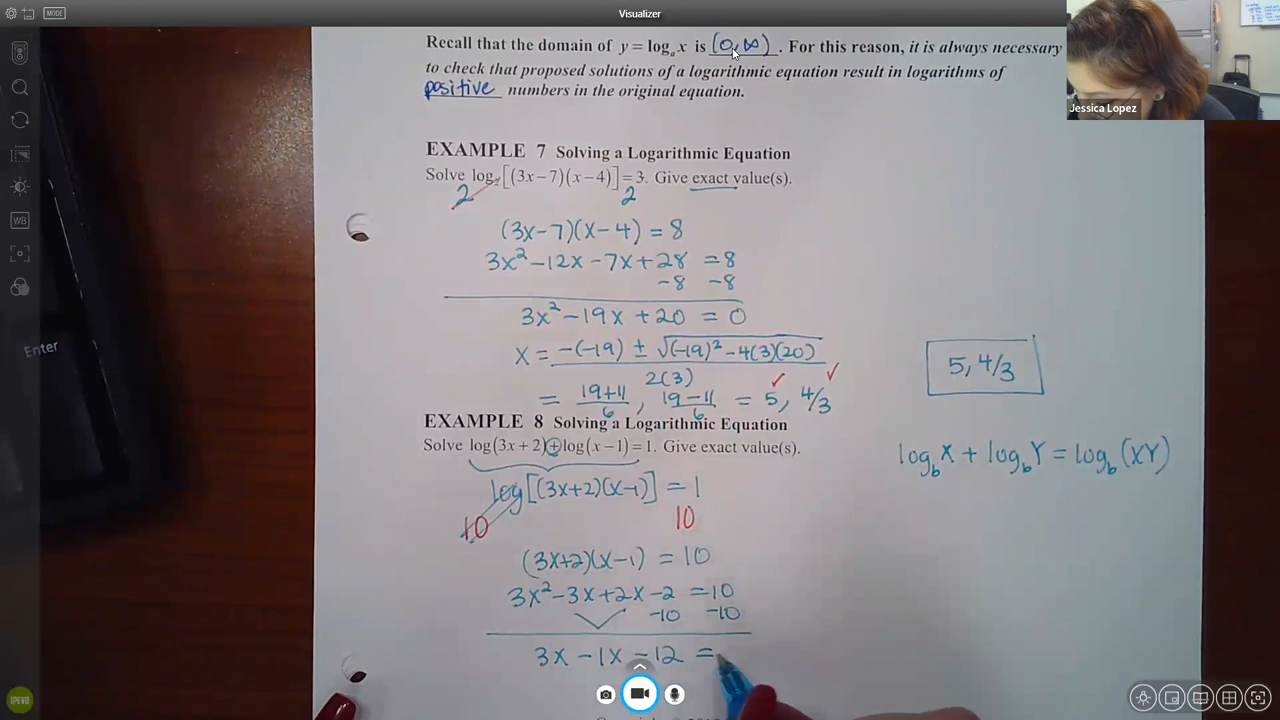 MODE
Visualizer
Recall that the domain of y = logₐ x is (0,∞). For this reason, it is always necessary
to check that proposed solutions of a logarithmic equation result in logarithms of
positive numbers in the original equation.
Jessica Lopez
EXAMPLE 7 Solving a Logarithmic Equation
Solve log₂[(3x−7)(x−4)]=3. Give exact value(s).
2 2
(3x−7)(x−4) = 8
3x²−12x−7x+28 =8
−8 −8
3x²−19x+20 = 0
x = −(−19) ± √(−19)²−4(3)(20)
2(3)
= 19+11/6, 19−11/6 = 5, 4/3
5, 4/3
EXAMPLE 8 Solving a Logarithmic Equation
Solve log(3x+2)+log(x−1)=1. Give exact value(s).
log_b X + log_b Y = log_b (XY)
log[(3x+2)(x−1)] = 1
10 10
(3x+2)(x−1) = 10
3x²−3x+2x−2 =10
−10 −10
3x −1x −12 =
Enter
WB
IPEVO